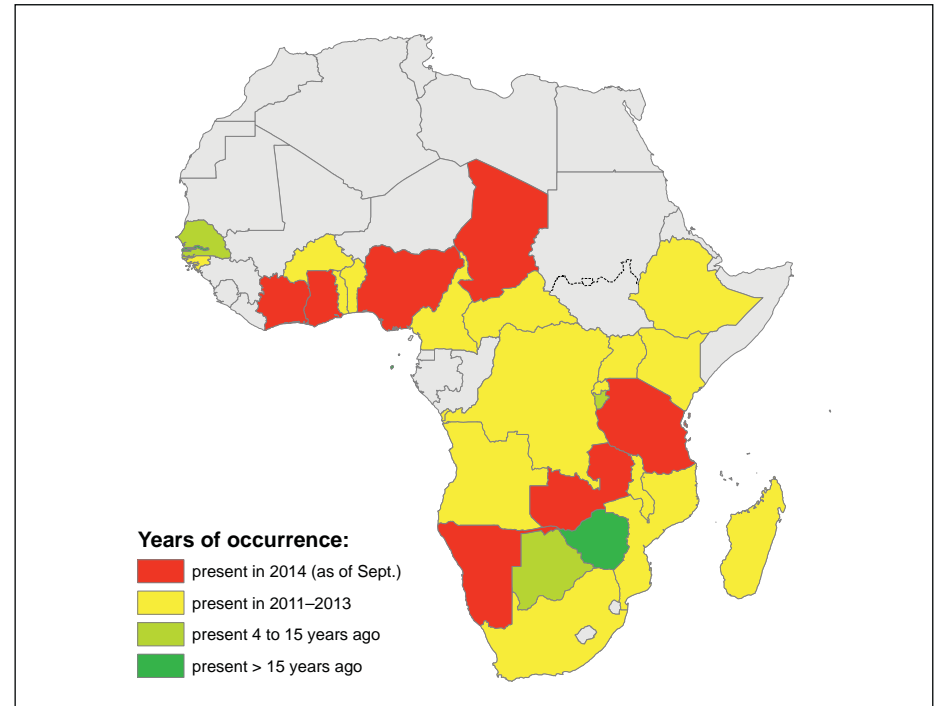 Years of occurrence:
present in 2014 (as of Sept.)
present in 2011–2013
present 4 to 15 years ago
present > 15 years ago